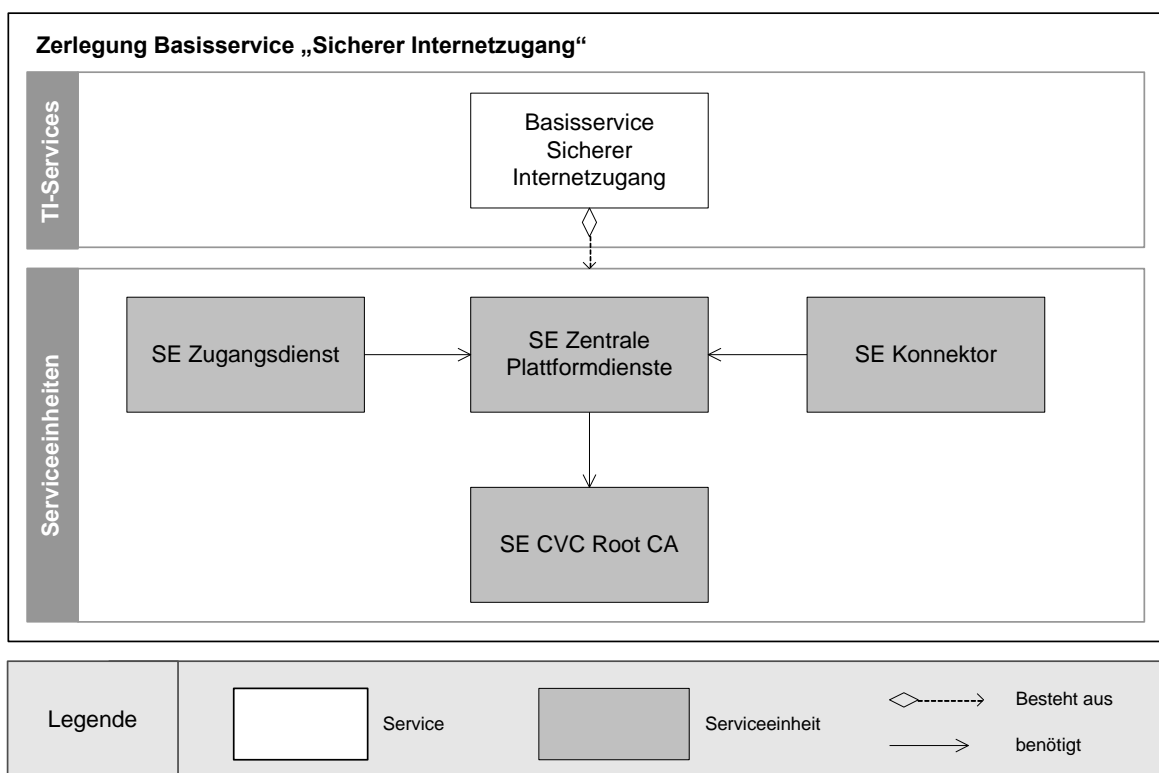 Zerlegung Basisservice „Sicherer Internetzugang“
TI-Services
Basisservice
Sicherer
Internetzugang
Serviceeinheiten
SE Zugangsdienst
SE Zentrale
Plattformdienste
SE Konnektor
SE CVC Root CA
Legende
Service
Serviceeinheit
Besteht aus
benötigt